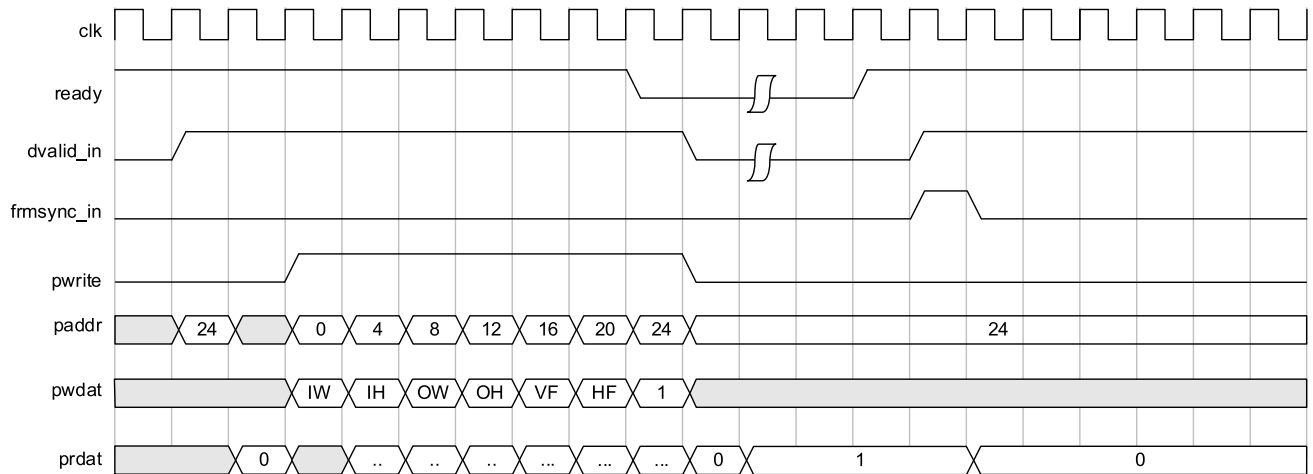 clk
ready
dvalid_in
frmsync_in
pwrite
paddr 24 0 4 8 12 16 20 24 24
pwdat IW IH OW OH VF HF 1
prdat 0 .. .. .. ... ... ... 0 1 0